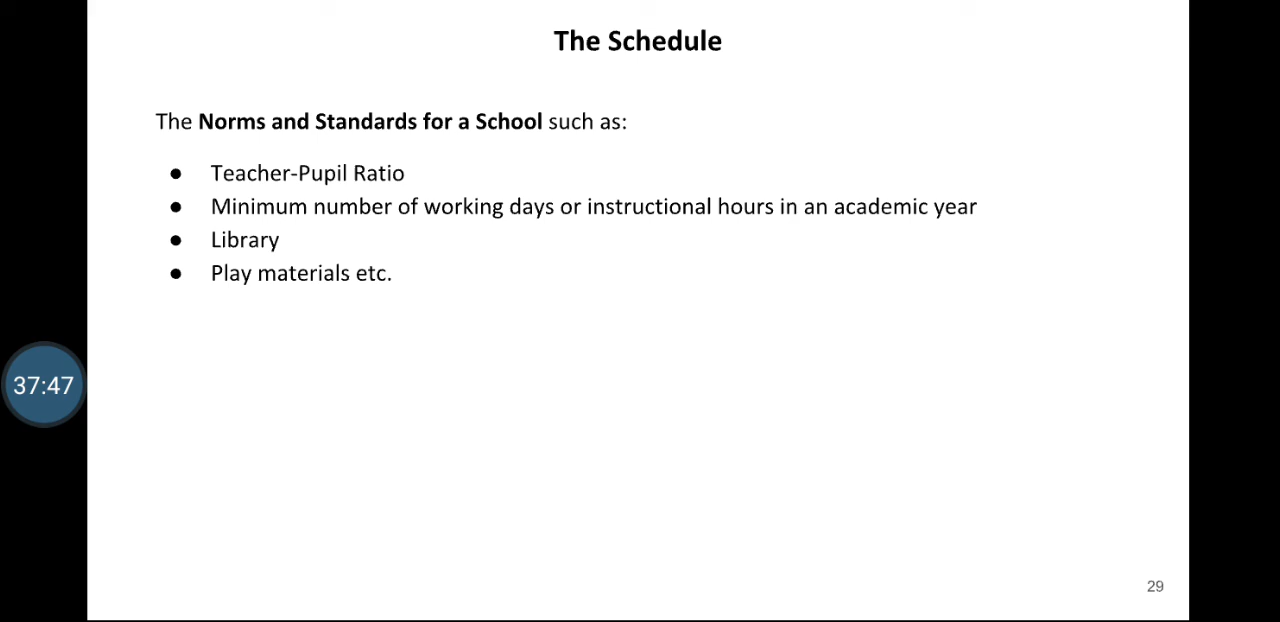 The Schedule
The Norms and Standards for a School such as:
● Teacher-Pupil Ratio
● Minimum number of working days or instructional hours in an academic year
● Library
● Play materials etc.
37:47
29